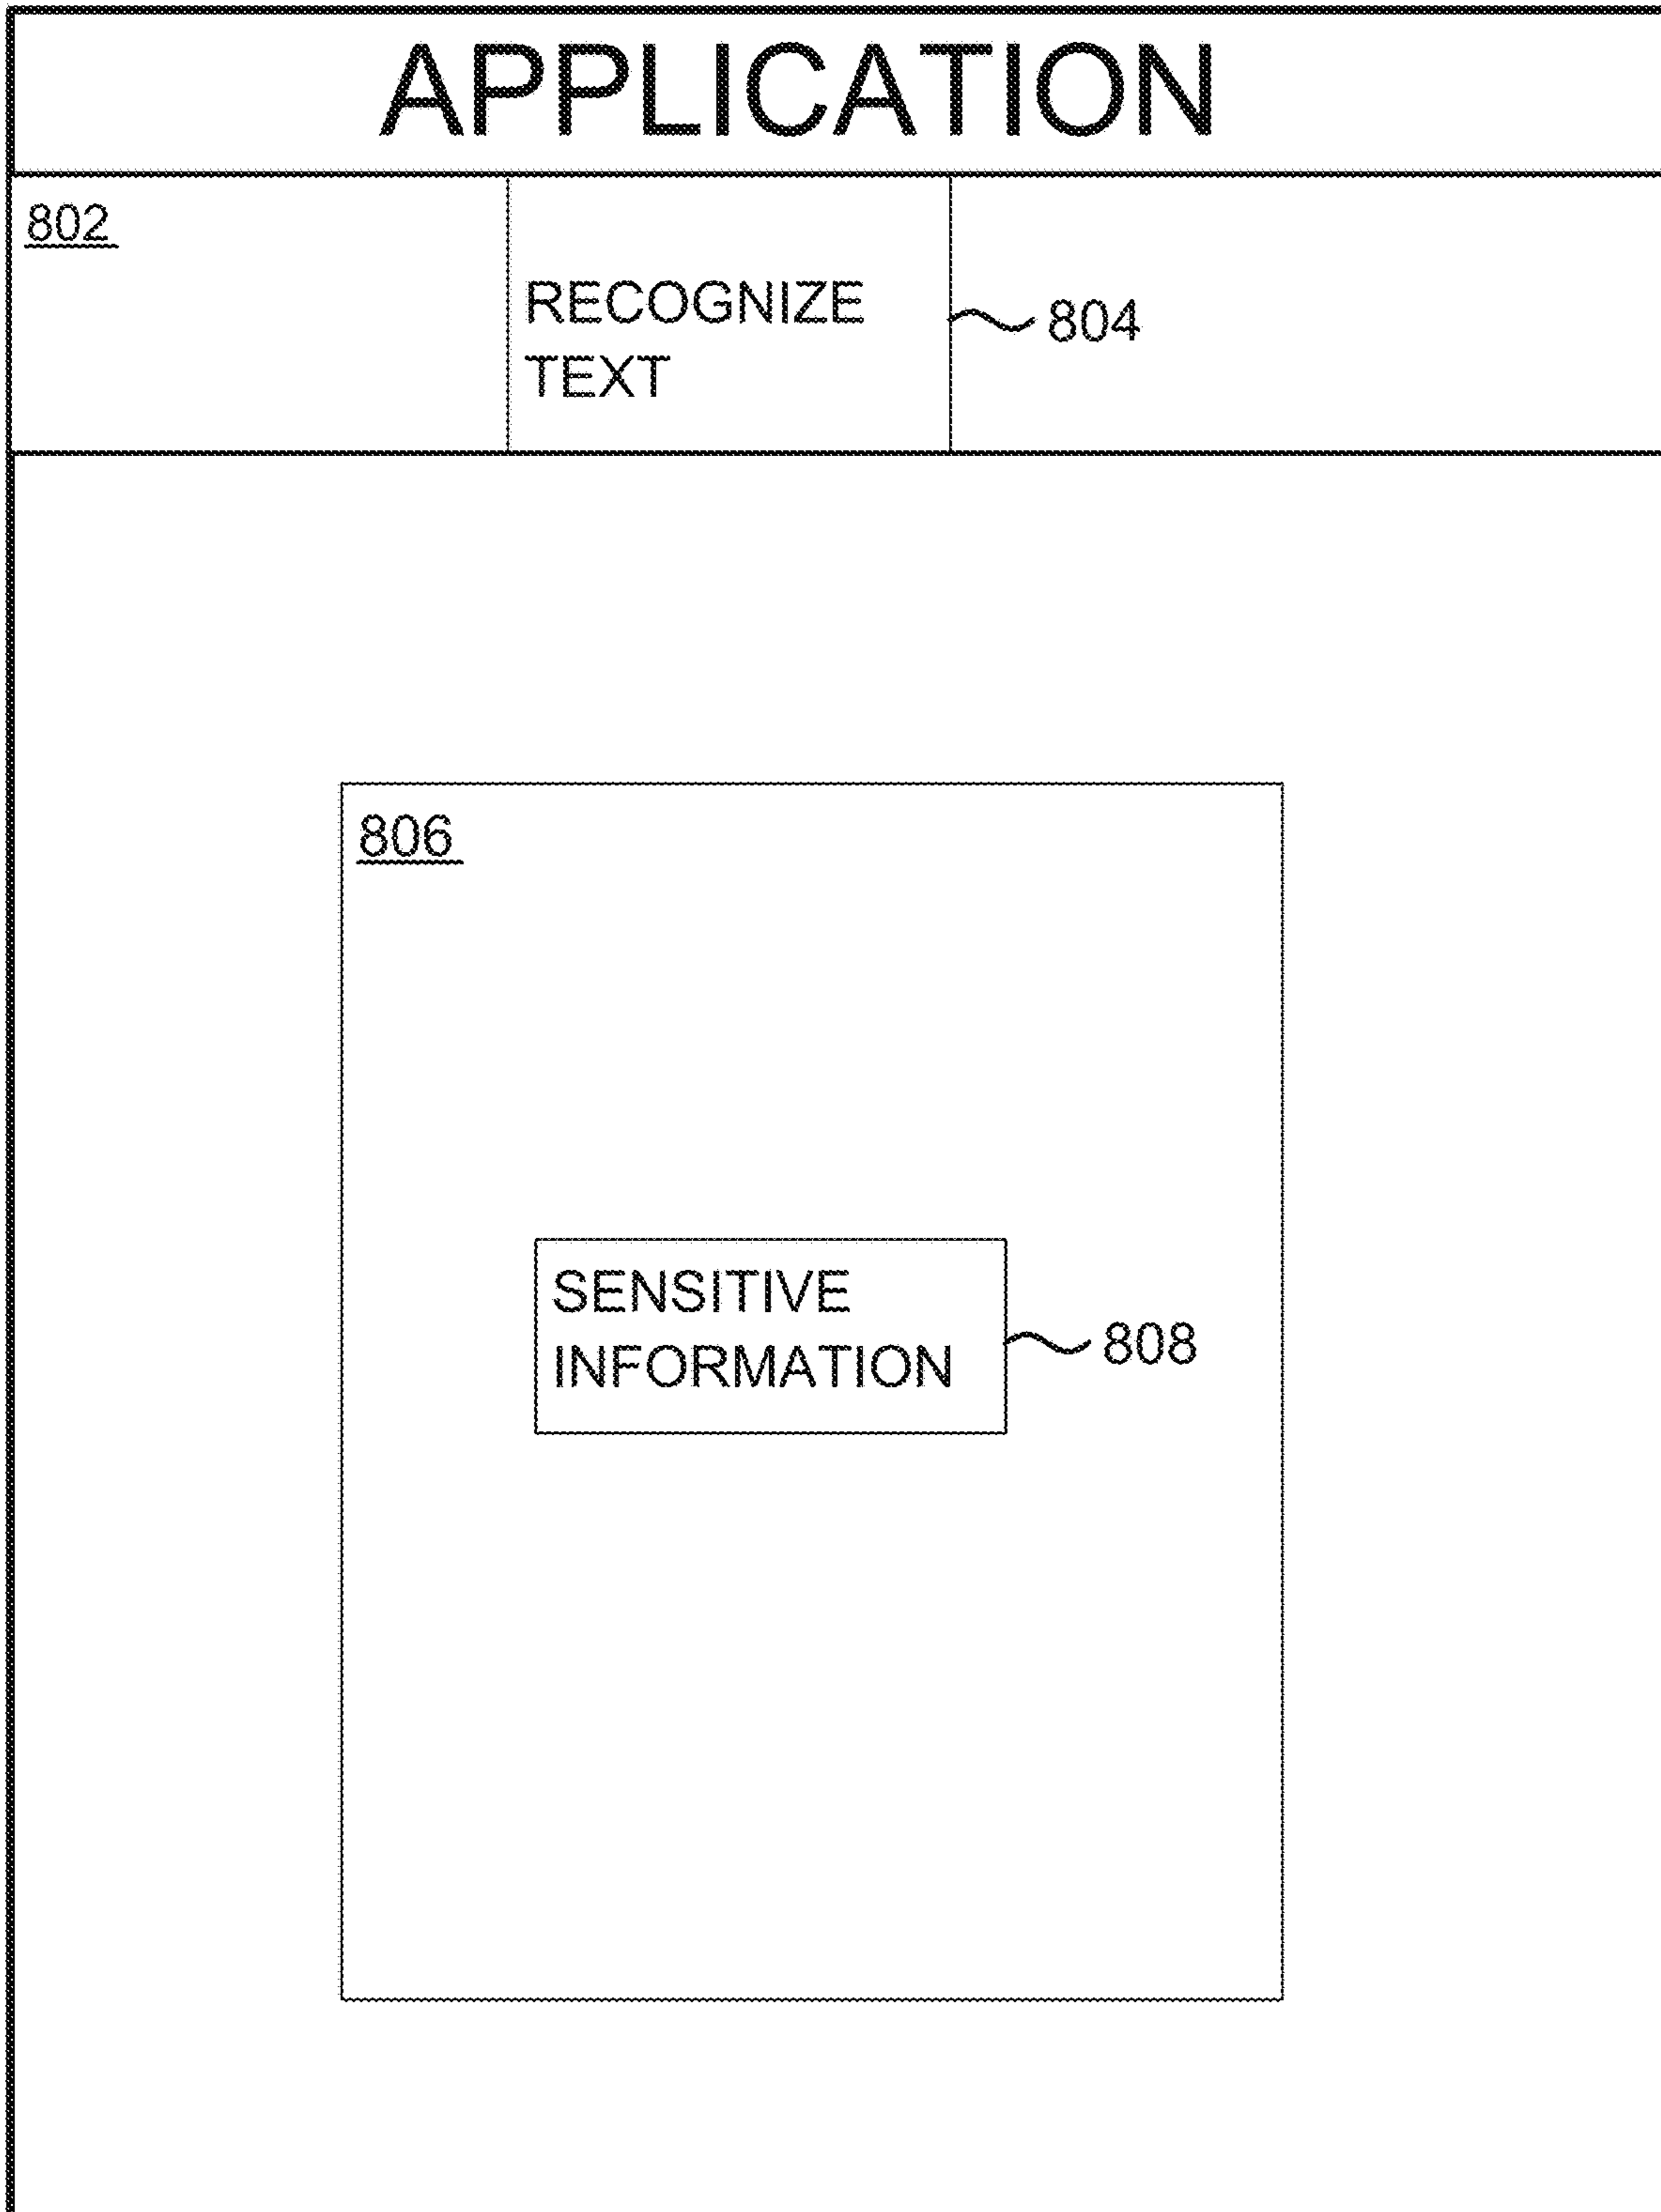 APPLICATION
802
RECOGNIZE
TEXT
804
806
SENSITIVE
INFORMATION
808